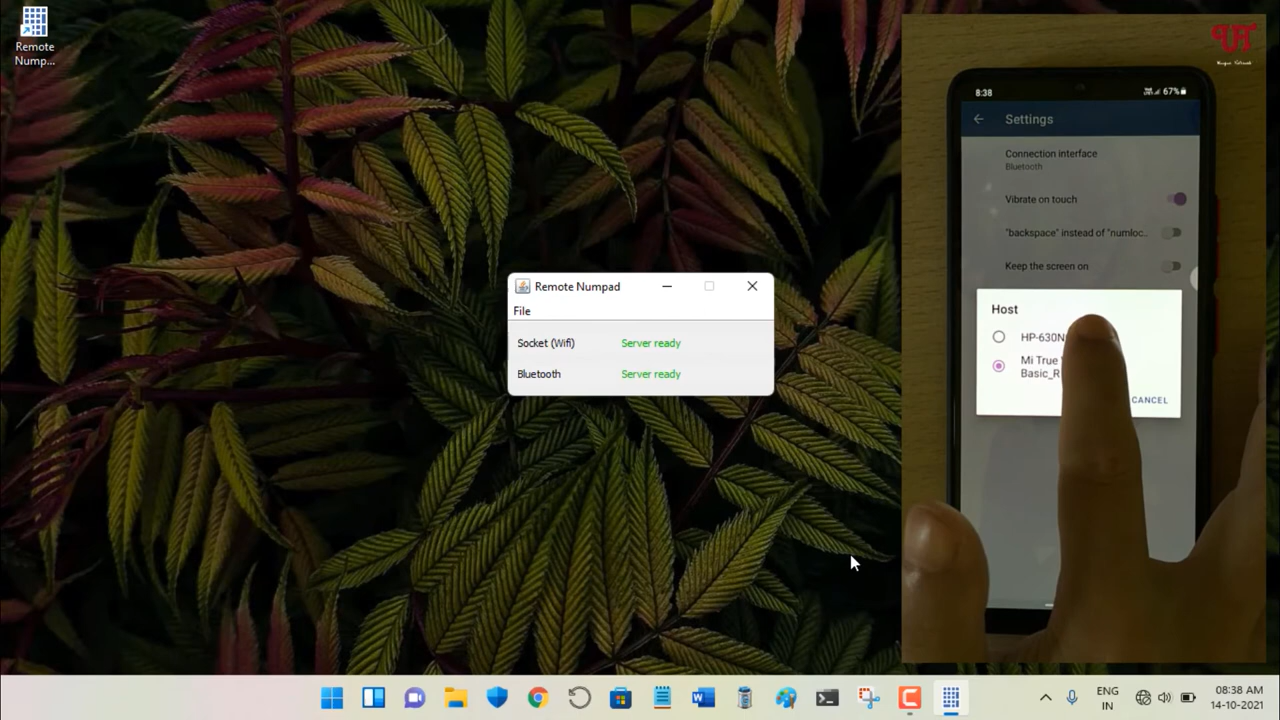 Remote
Nump...
Remote Numpad
File
Socket (Wifi) Server ready
Bluetooth Server ready
8:38
67%
Settings
Connection interface
Bluetooth
Vibrate on touch
"backspace" instead of "numloc..
Keep the screen on
Host
HP-630N
Mi True
Basic_R
CANCEL
ENG
IN
08:38 AM
14-10-2021